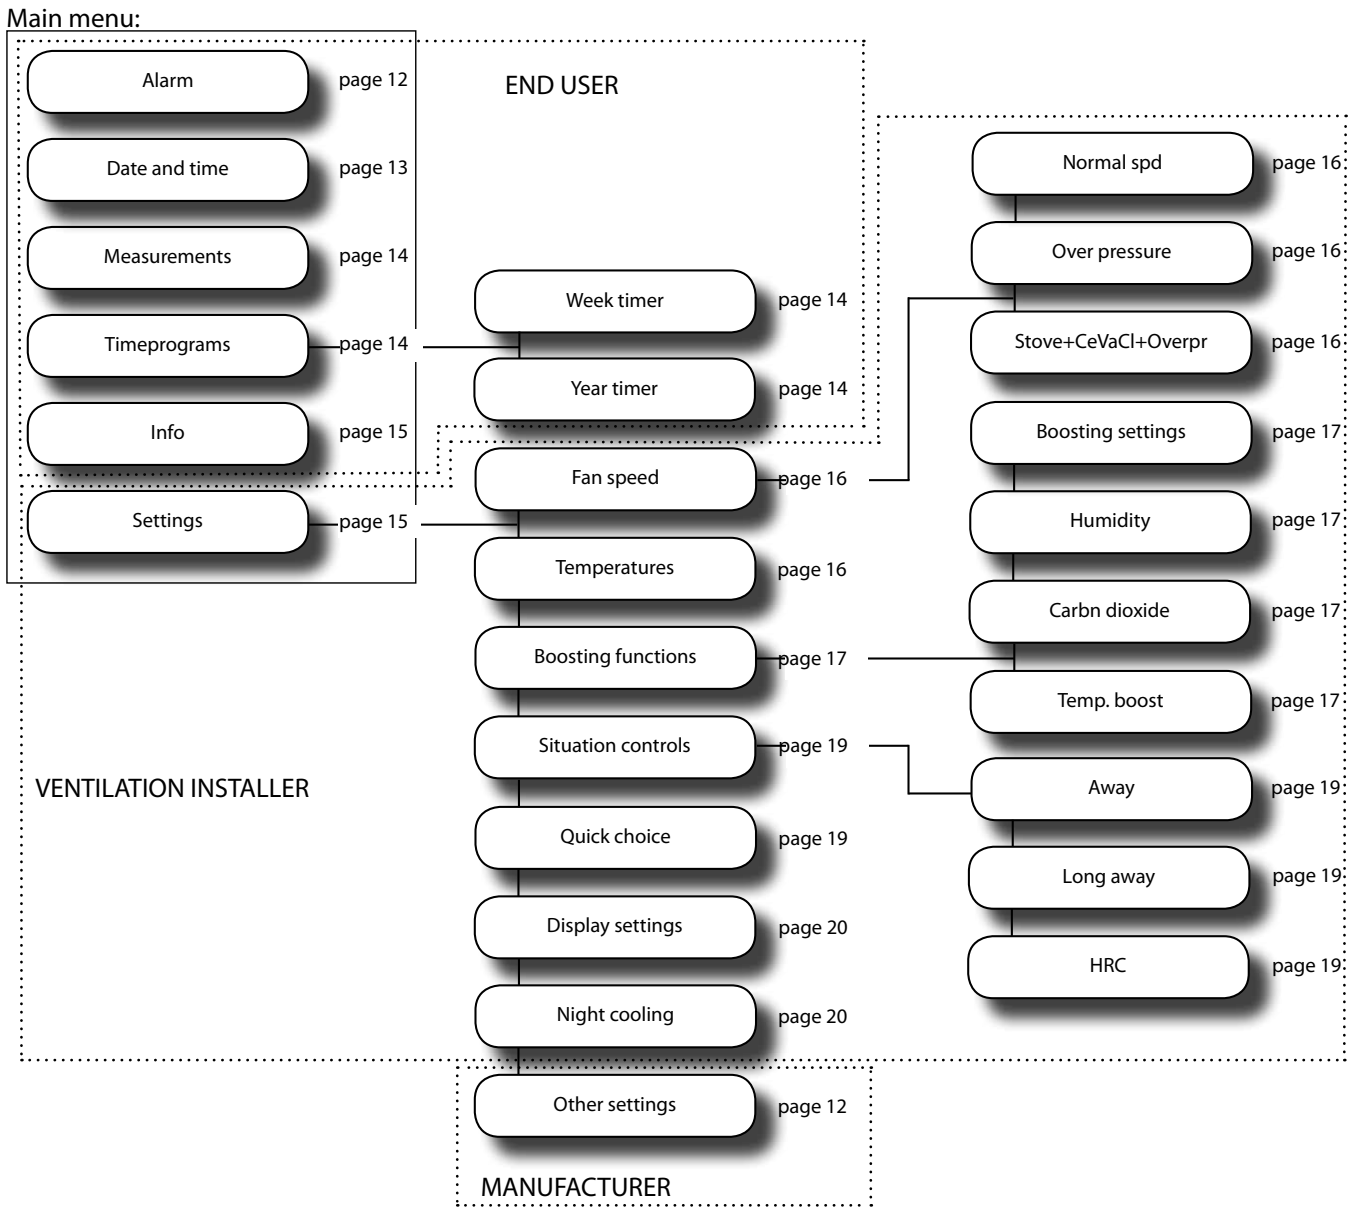 Main menu:
Alarm page 12
Date and time page 13
Measurements page 14
Timeprograms page 14
Info page 15
Settings page 15
END USER
Week timer page 14
Year timer page 14
Fan speed page 16
Temperatures page 16
Boosting functions page 17
Situation controls page 19
Quick choice page 19
Display settings page 20
Night cooling page 20
VENTILATION INSTALLER
Normal spd page 16
Over pressure page 16
Stove+CeVaCl+Overpr page 16
Boosting settings page 17
Humidity page 17
Carbn dioxide page 17
Temp. boost page 17
Away page 19
Long away page 19
HRC page 19
Other settings page 12
MANUFACTURER